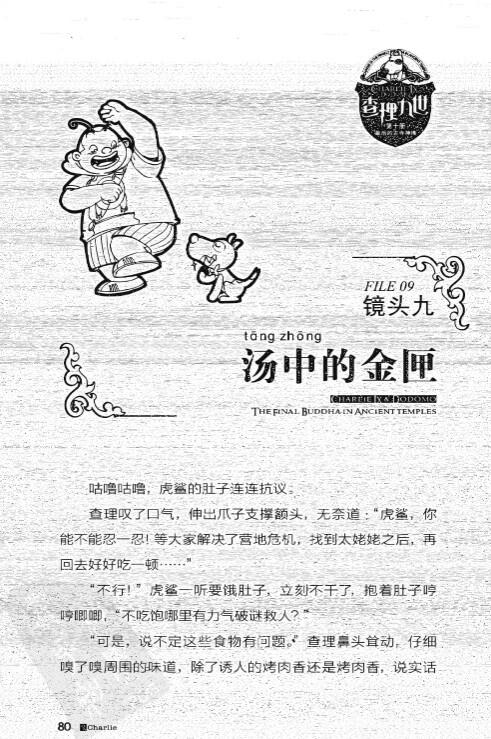 CHARLIE IX
查理九世
第十册
FILE 09
镜头九
tāng zhōng
汤中的金匣
CHARLIE IX & DODOMO
THE FINAL BUDDHA IN ANCIENT TEMPLES
咕噜咕噜，虎鲨的肚子连连抗议。
查理叹了口气，伸出爪子支撑额头，无奈道：“虎鲨，你
能不能忍一忍！等大家解决了营地危机，找到太姥姥之后，再
回去好好吃一顿……”
“不行！”虎鲨一听要饿肚子，立刻不干了，抱着肚子哼
哼唧唧，“不吃饱哪里有力气破谜救人？”
“可是，说不定这些食物有问题。”查理鼻头耸动，仔细
嗅了嗅周围的味道，除了诱人的烤肉香还是烤肉香，说实话
80 Charlie